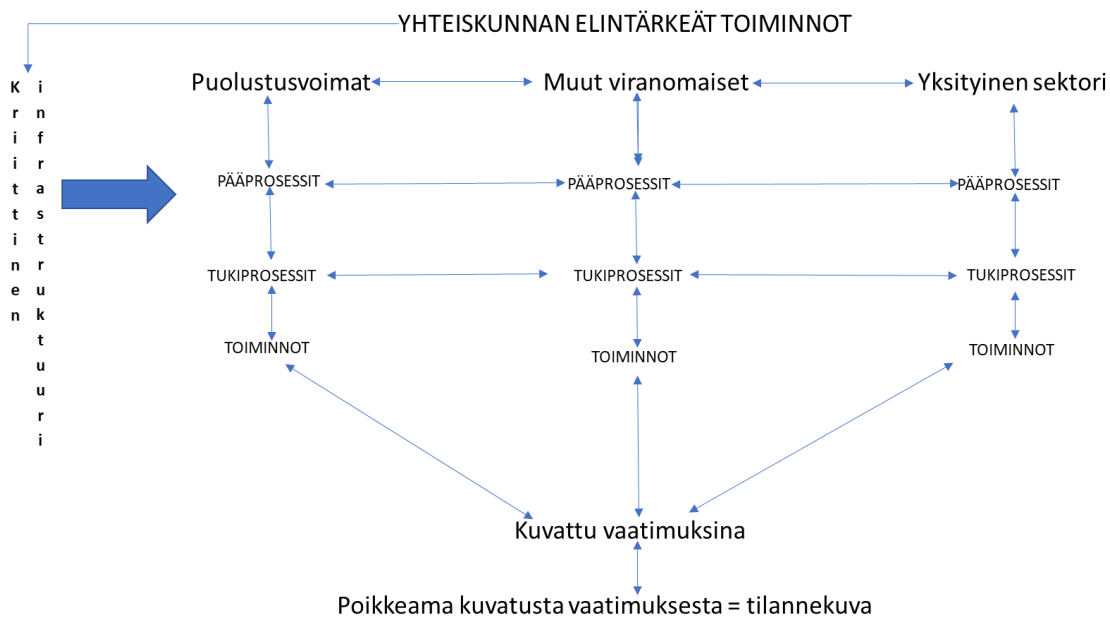 YHTEISKUNNAN ELINTÄRKEÄT TOIMINNOT
Kriittinen
infrastruktuuri
Puolustusvoimat
Muut viranomaiset
Yksityinen sektori
PÄÄPROSESSIT
PÄÄPROSESSIT
PÄÄPROSESSIT
TUKIPROSESSIT
TUKIPROSESSIT
TUKIPROSESSIT
TOIMINNOT
TOIMINNOT
TOIMINNOT
Kuvattu vaatimuksina
Poikkeama kuvatusta vaatimuksesta = tilannekuva